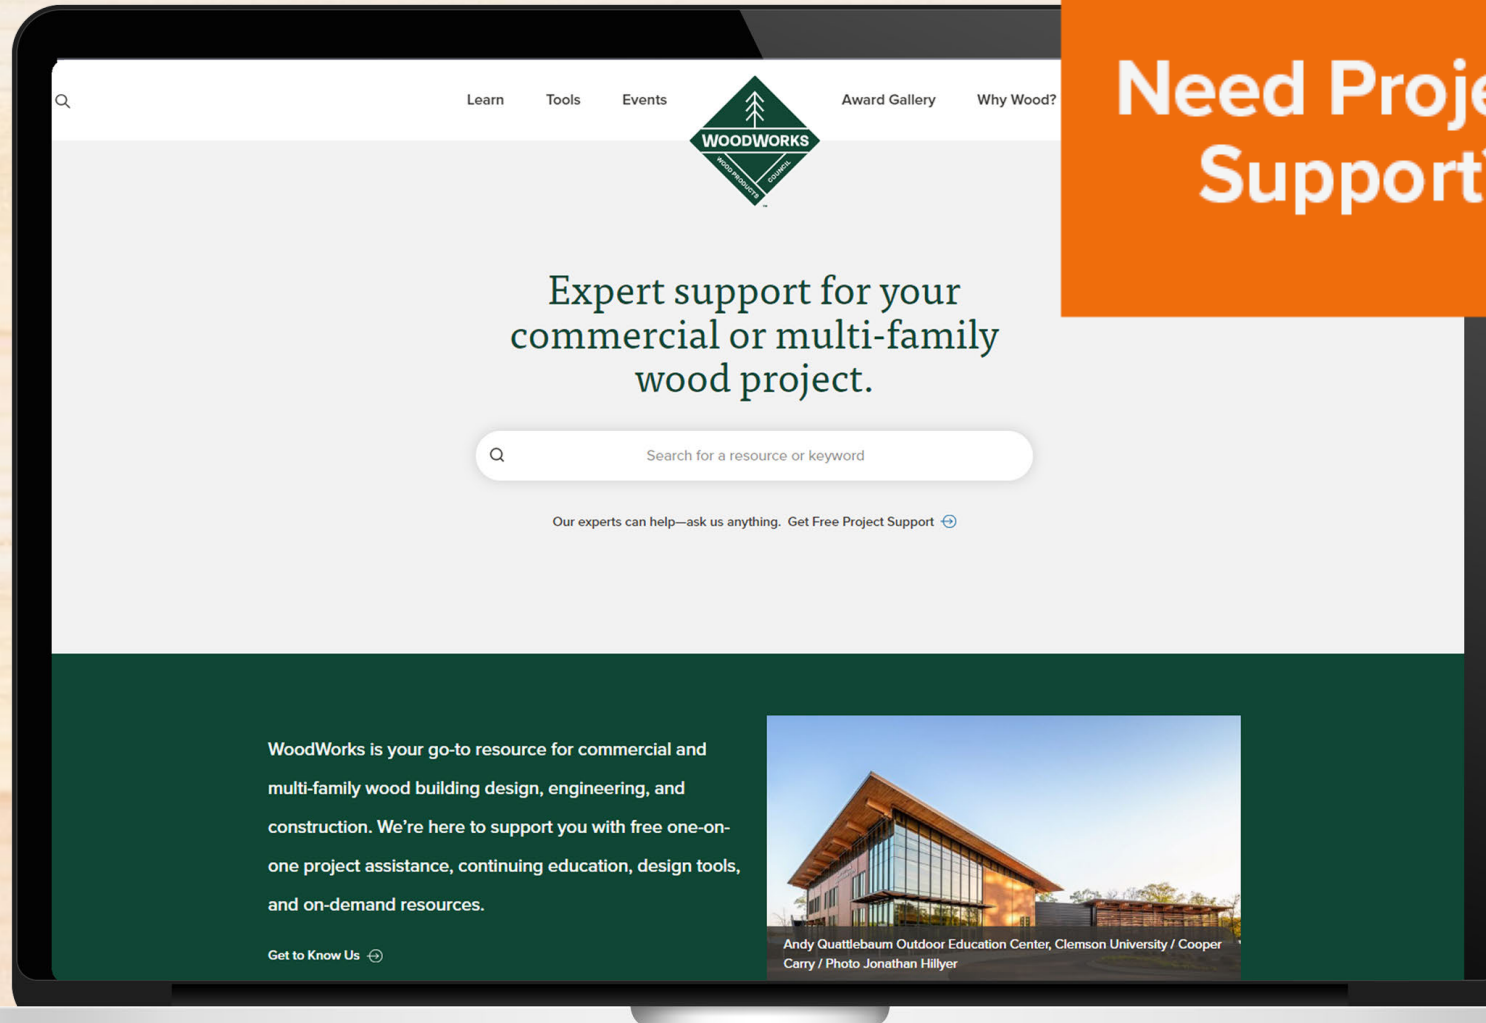 Need Proje
Support
Learn Tools Events Award Gallery Why Wood?
WOODWORKS
WOOD PRODUCTS COUNCIL
Expert support for your
commercial or multi-family
wood project.
Search for a resource or keyword
Our experts can help—ask us anything. Get Free Project Support
WoodWorks is your go-to resource for commercial and
multi-family wood building design, engineering, and
construction. We’re here to support you with free one-on-
one project assistance, continuing education, design tools,
and on-demand resources.
Get to Know Us
Andy Quattlebaum Outdoor Education Center, Clemson University / Cooper
Carry / Photo Jonathan Hillyer